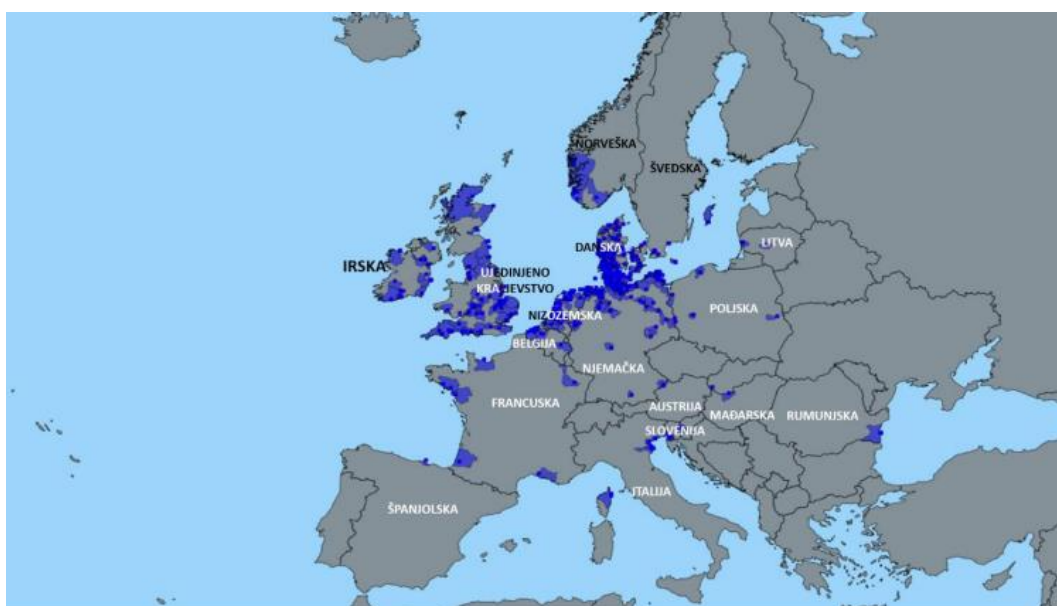 NORVEŠKA
ŠVEDSKA
DANSKA
LITVA
IRSKA
UJEDINJENO
KRALJEVSTVO
NIZOZEMSKA
POLJSKA
BELGIJA
NJEMAČKA
FRANCUSKA
AUSTRIJA
MAĐARSKA
RUMUNJSKA
SLOVENIJA
ITALIJA
ŠPANJOLSKA